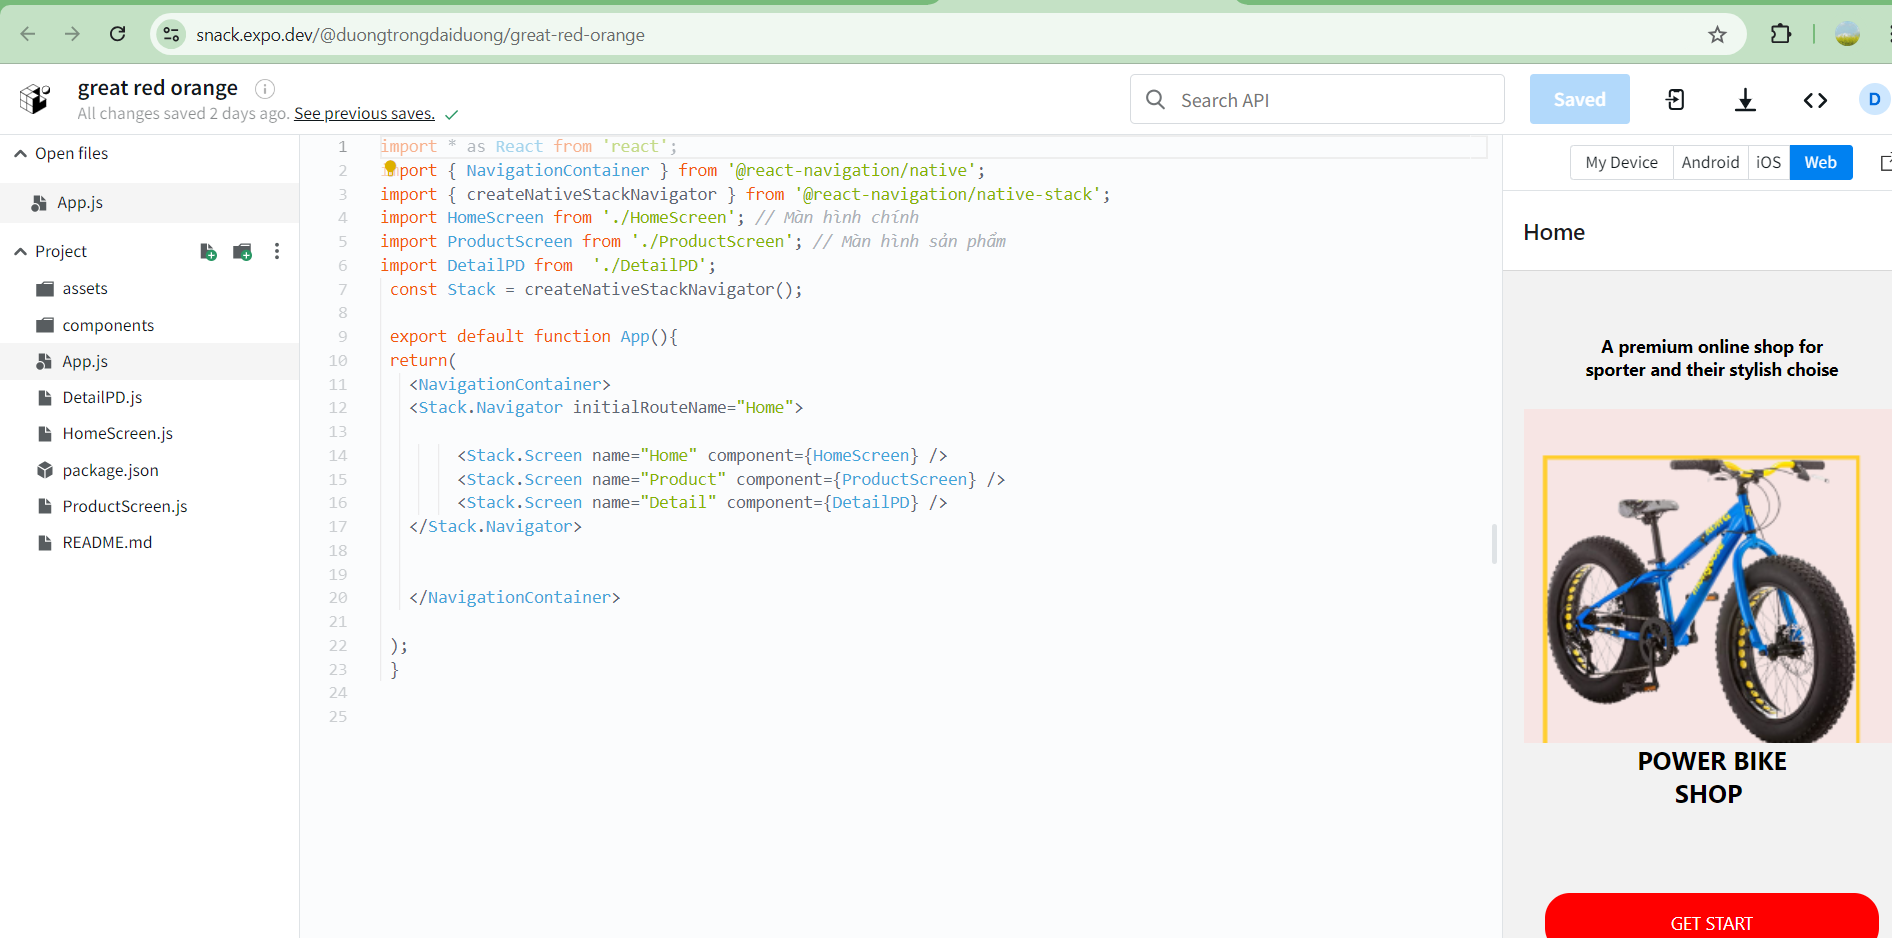 snack.expo.dev/@duongtrongdaiduong/great-red-orange
great red orange
All changes saved 2 days ago. See previous saves.
Search API
Saved
D
Open files
App.js
Project
assets
components
App.js
DetailPD.js
HomeScreen.js
package.json
ProductScreen.js
README.md
1 import * as React from 'react';
2 import { NavigationContainer } from '@react-navigation/native';
3 import { createNativeStackNavigator } from '@react-navigation/native-stack';
4 import HomeScreen from './HomeScreen'; // Màn hình chính
5 import ProductScreen from './ProductScreen'; // Màn hình sản phẩm
6 import DetailPD from  './DetailPD';
7 const Stack = createNativeStackNavigator();
8
9 export default function App(){
10 return(
11 <NavigationContainer>
12 <Stack.Navigator initialRouteName="Home">
13
14 <Stack.Screen name="Home" component={HomeScreen} />
15 <Stack.Screen name="Product" component={ProductScreen} />
16 <Stack.Screen name="Detail" component={DetailPD} />
17 </Stack.Navigator>
18
19
20 </NavigationContainer>
21
22 );
23 }
24
25
My Device Android iOS Web
Home
A premium online shop for
sporter and their stylish choise
POWER BIKE
SHOP
GET START